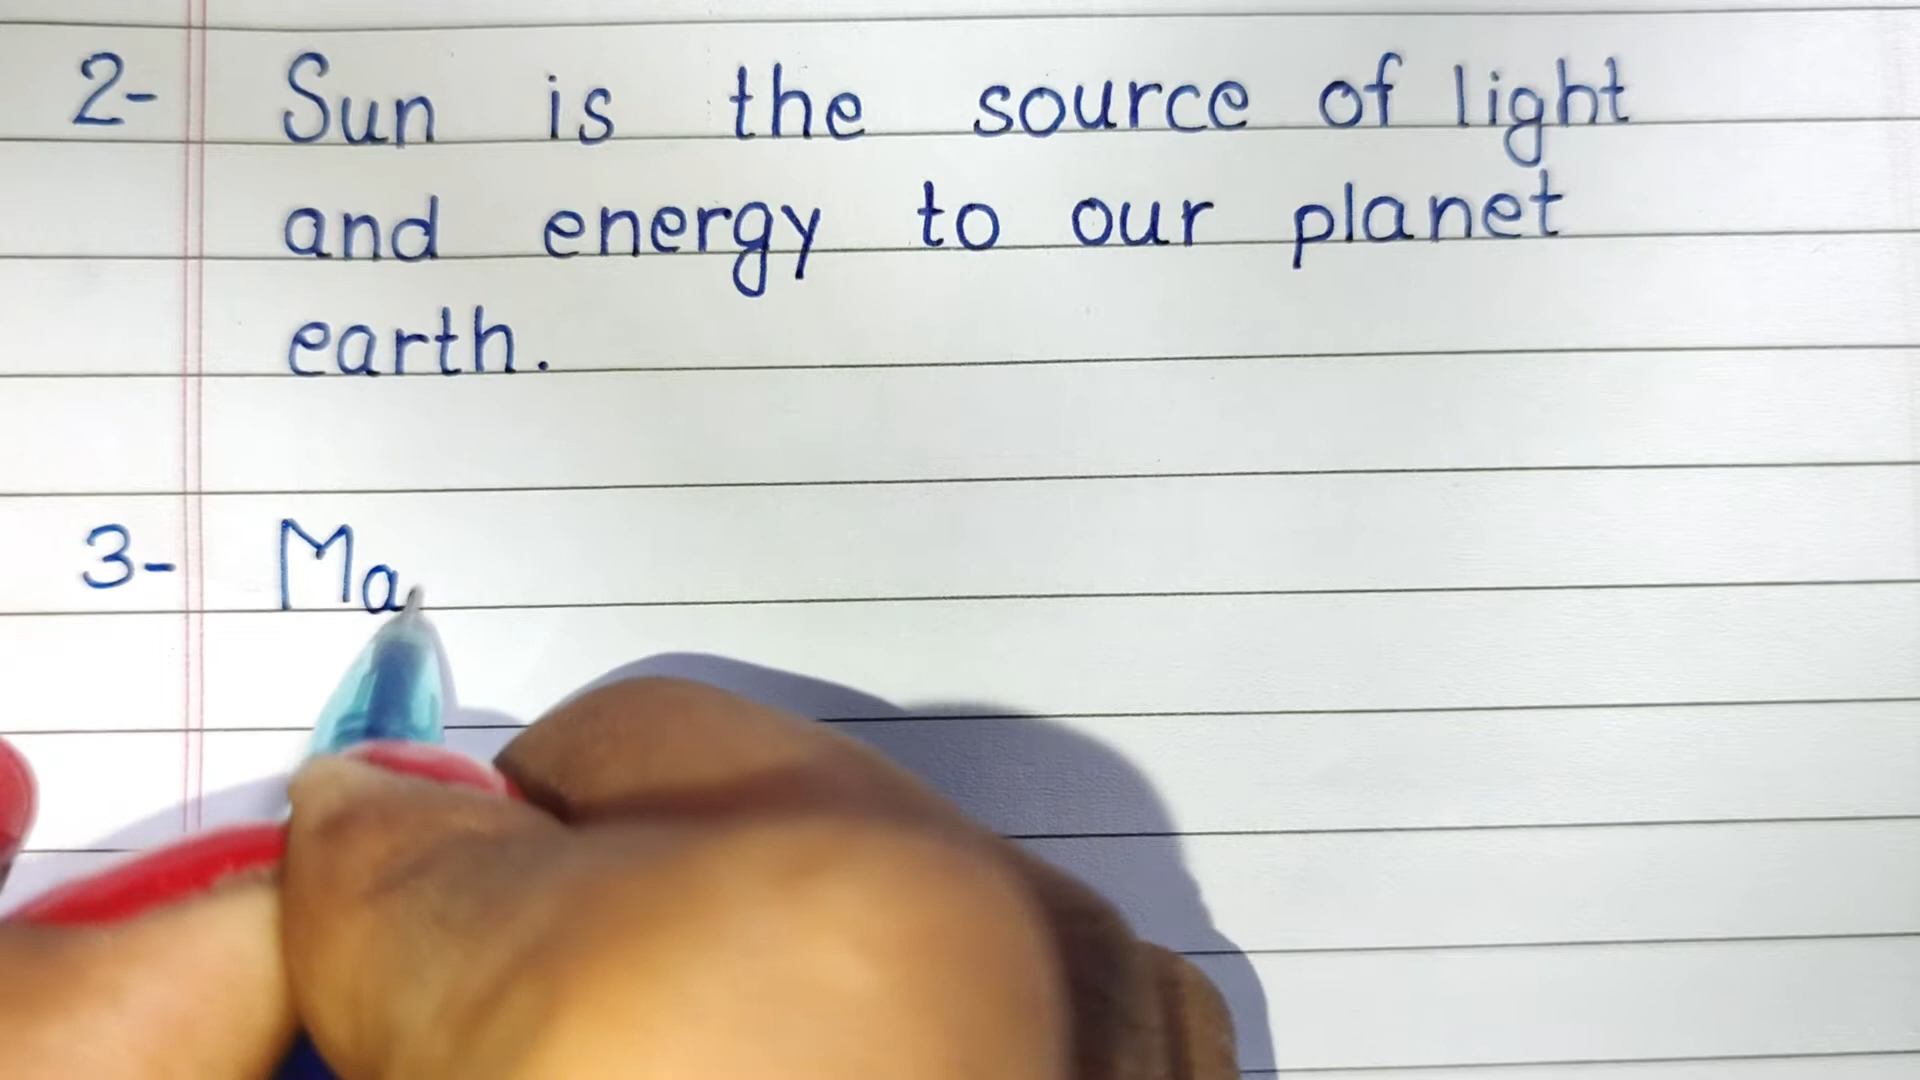 2- Sun is the source of light
and energy to our planet
earth.
3- Ma